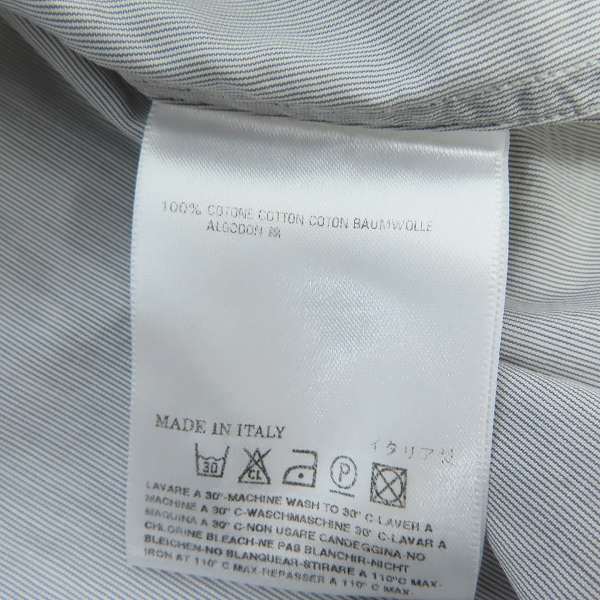 100% COTONE COTTON COTON BAUMWOLLE
ALGODON 綿
MADE IN ITALY
イタリア製
30 CL P
LAVARE A 30°-MACHINE WASH TO 30° C-LAVER A
MACHINE A 30° C-WASCHMASCHINE 30° C-LAVAR A
MAQUINA A 30° C-NON USARE CANDEGGINA-NO
CHLORINE BLEACH-NE PAS BLANCHIR-NICHT
BLEICHEN-NO BLANQUEAR-STIRARE A 110°C MAX-
IRON AT 110° C MAX-REPASSER A 110° C MAX-